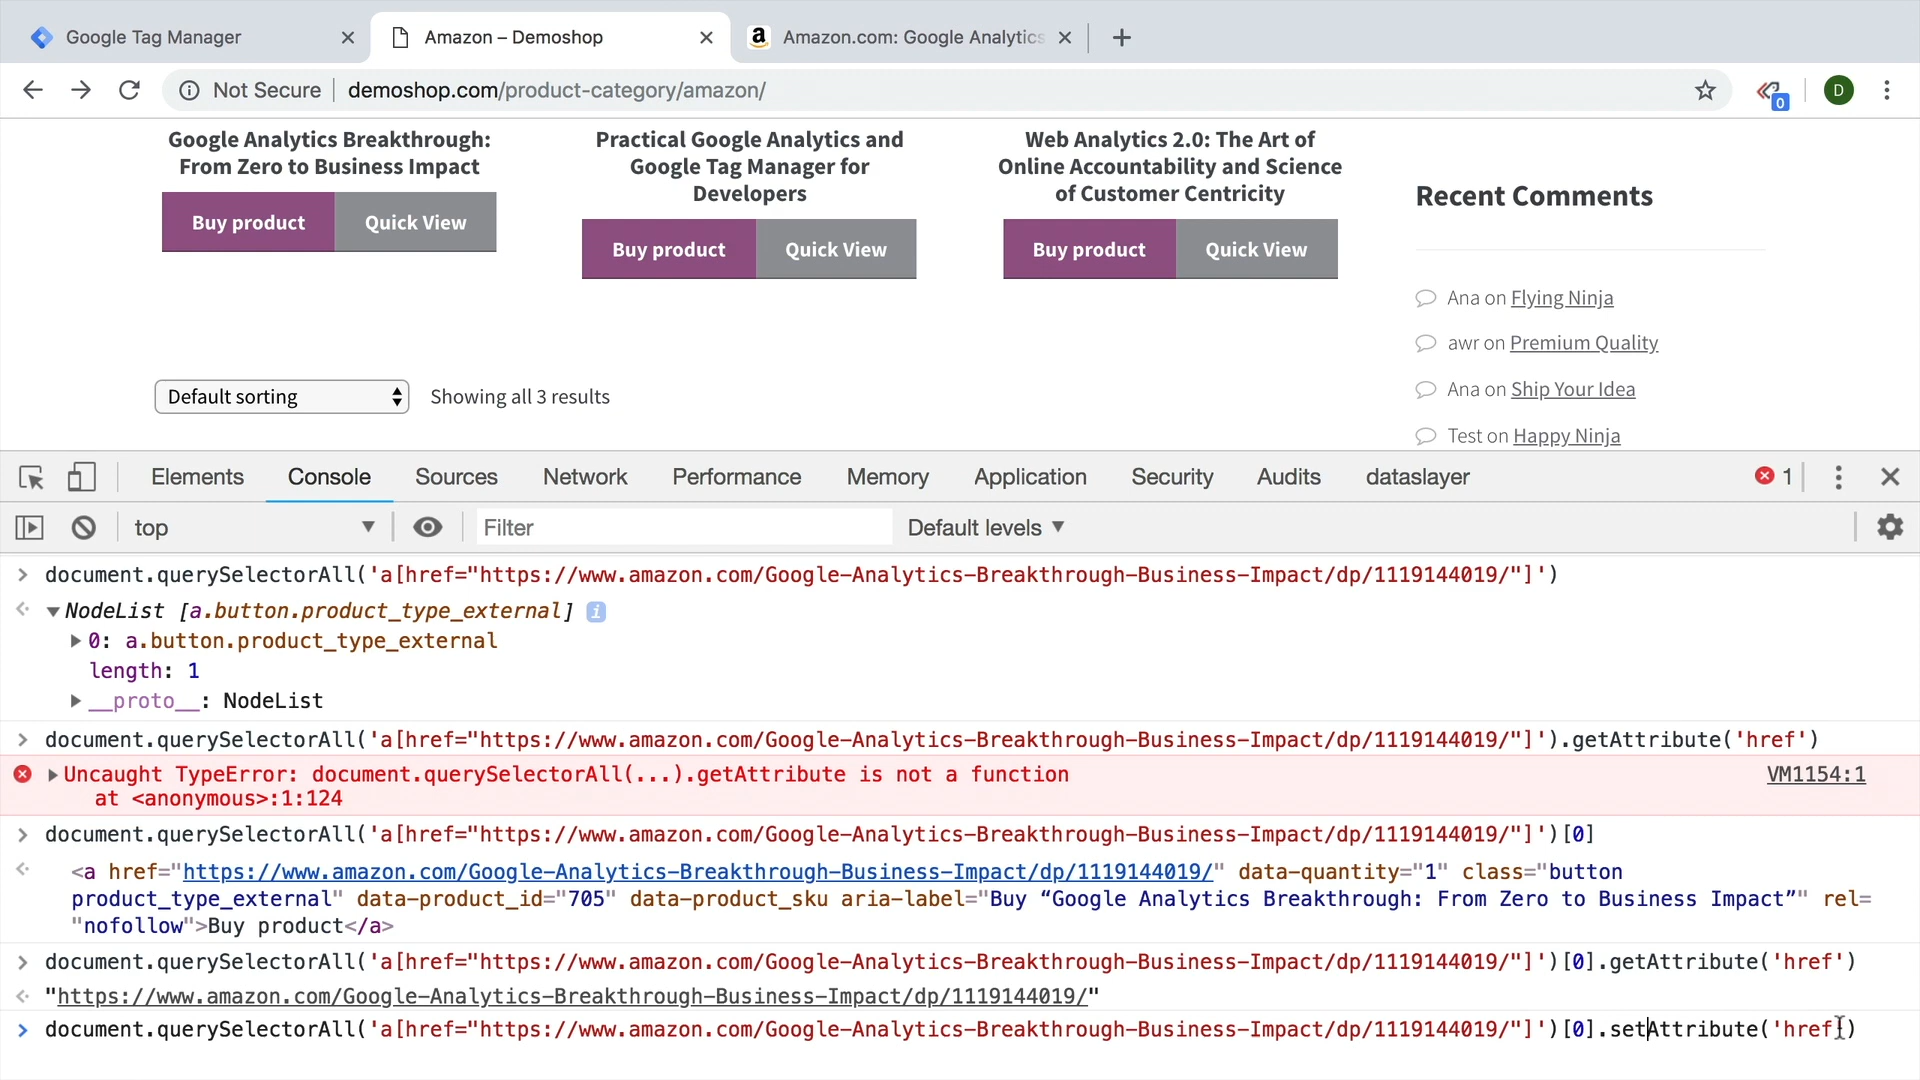 Google Tag Manager
Amazon – Demoshop
Amazon.com: Google Analytics
Not Secure
demoshop.com/product-category/amazon/
0
D
Google Analytics Breakthrough:
From Zero to Business Impact
Buy product
Quick View
Practical Google Analytics and
Google Tag Manager for
Developers
Buy product
Quick View
Web Analytics 2.0: The Art of
Online Accountability and Science
of Customer Centricity
Buy product
Quick View
Recent Comments
Ana on Flying Ninja
awr on Premium Quality
Ana on Ship Your Idea
Test on Happy Ninja
Default sorting
Showing all 3 results
Elements
Console
Sources
Network
Performance
Memory
Application
Security
Audits
dataslayer
1
top
Filter
Default levels
document.querySelectorAll('a[href="https://www.amazon.com/Google-Analytics-Breakthrough-Business-Impact/dp/1119144019/"]')
NodeList [a.button.product_type_external]
0: a.button.product_type_external
length: 1
__proto__: NodeList
document.querySelectorAll('a[href="https://www.amazon.com/Google-Analytics-Breakthrough-Business-Impact/dp/1119144019/"]').getAttribute('href')
Uncaught TypeError: document.querySelectorAll(...).getAttribute is not a function
VM1154:1
at <anonymous>:1:124
document.querySelectorAll('a[href="https://www.amazon.com/Google-Analytics-Breakthrough-Business-Impact/dp/1119144019/"]')[0]
<a href="https://www.amazon.com/Google-Analytics-Breakthrough-Business-Impact/dp/1119144019/" data-quantity="1" class="button
product_type_external" data-product_id="705" data-product_sku aria-label="Buy “Google Analytics Breakthrough: From Zero to Business Impact”" rel=
"nofollow">Buy product</a>
document.querySelectorAll('a[href="https://www.amazon.com/Google-Analytics-Breakthrough-Business-Impact/dp/1119144019/"]')[0].getAttribute('href')
"https://www.amazon.com/Google-Analytics-Breakthrough-Business-Impact/dp/1119144019/"
document.querySelectorAll('a[href="https://www.amazon.com/Google-Analytics-Breakthrough-Business-Impact/dp/1119144019/"]')[0].setAttribute('href')